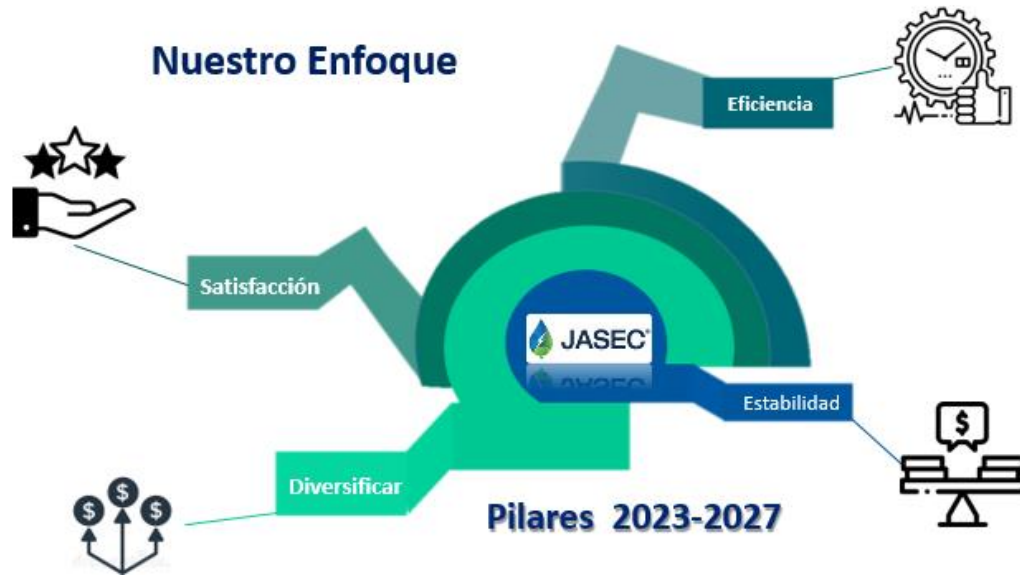 Nuestro Enfoque
Eficiencia
Satisfacción
JASEC®
Estabilidad
Diversificar
Pilares 2023-2027